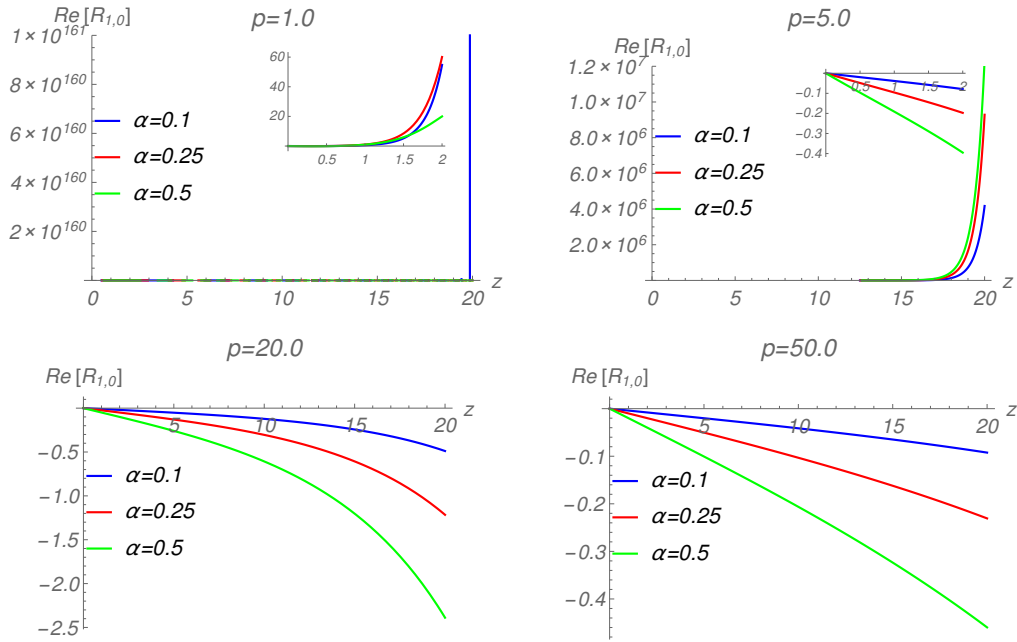 p=1.0
Re[R1,0]
1×10^161
8×10^160
6×10^160
4×10^160
2×10^160
α=0.1
α=0.25
α=0.5
60
40
20
0.5 1 1.5 2
0 5 10 15 20 z
p=5.0
Re[R1,0]
1.2×10^7
1.0×10^7
8.0×10^6
6.0×10^6
4.0×10^6
2.0×10^6
α=0.1
α=0.25
α=0.5
0.5 1 1.5 2
-0.1
-0.2
-0.3
-0.4
0 5 10 15 20 z
p=20.0
Re[R1,0]
5 10 15 20 z
-0.5
-1.0
-1.5
-2.0
-2.5
α=0.1
α=0.25
α=0.5
p=50.0
Re[R1,0]
5 10 15 20 z
-0.1
-0.2
-0.3
-0.4
α=0.1
α=0.25
α=0.5